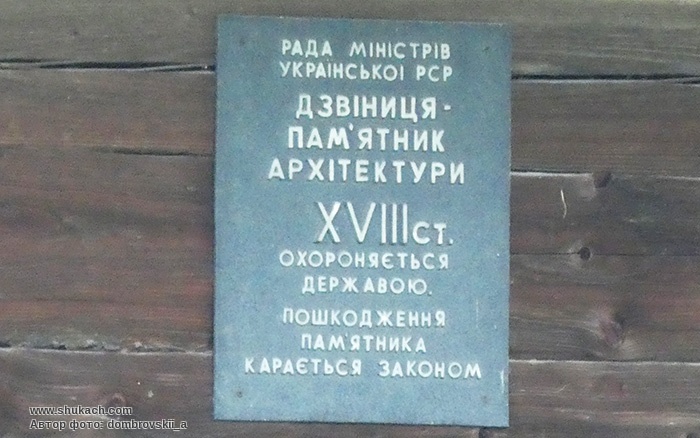 РАДА МІНІСТРІВ
УКРАЇНСЬКОЇ РСР
ДЗВІНИЦЯ-
ПАМ'ЯТНИК
АРХІТЕКТУРИ
XVIII СТ.
ОХОРОНЯЄТЬСЯ
ДЕРЖАВОЮ.
ПОШКОДЖЕННЯ
ПАМ'ЯТНИКА
КАРАЄТЬСЯ ЗАКОНОМ
www.shukach.com
Автор фото: dombrovskii_a